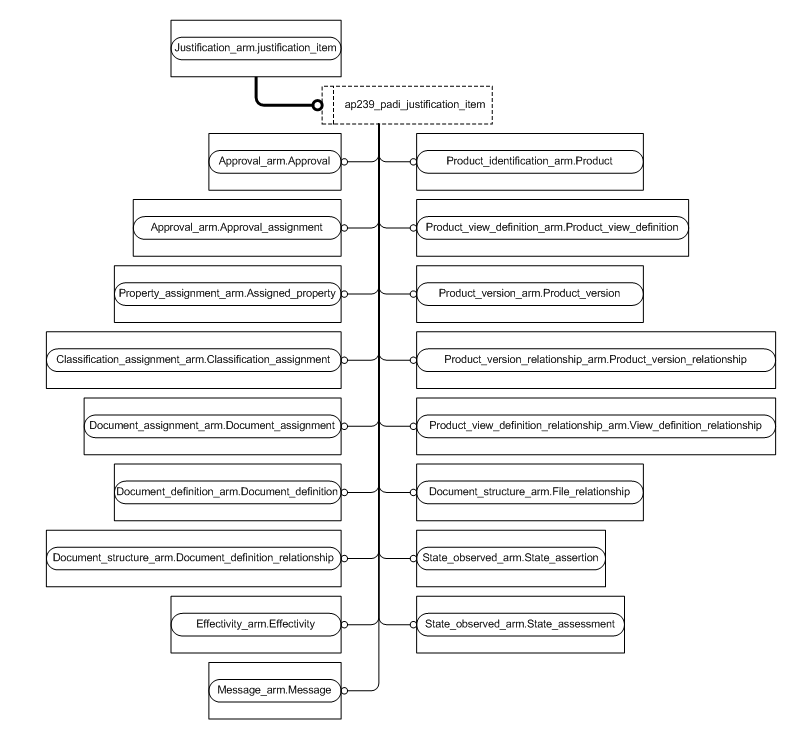 Justification_arm.justification_item
ap239_padi_justification_item
Approval_arm.Approval
Product_identification_arm.Product
Approval_arm.Approval_assignment
Product_view_definition_arm.Product_view_definition
Property_assignment_arm.Assigned_property
Product_version_arm.Product_version
Classification_assignment_arm.Classification_assignment
Product_version_relationship_arm.Product_version_relationship
Document_assignment_arm.Document_assignment
Product_view_definition_relationship_arm.View_definition_relationship
Document_definition_arm.Document_definition
Document_structure_arm.File_relationship
Document_structure_arm.Document_definition_relationship
State_observed_arm.State_assertion
Effectivity_arm.Effectivity
State_observed_arm.State_assessment
Message_arm.Message